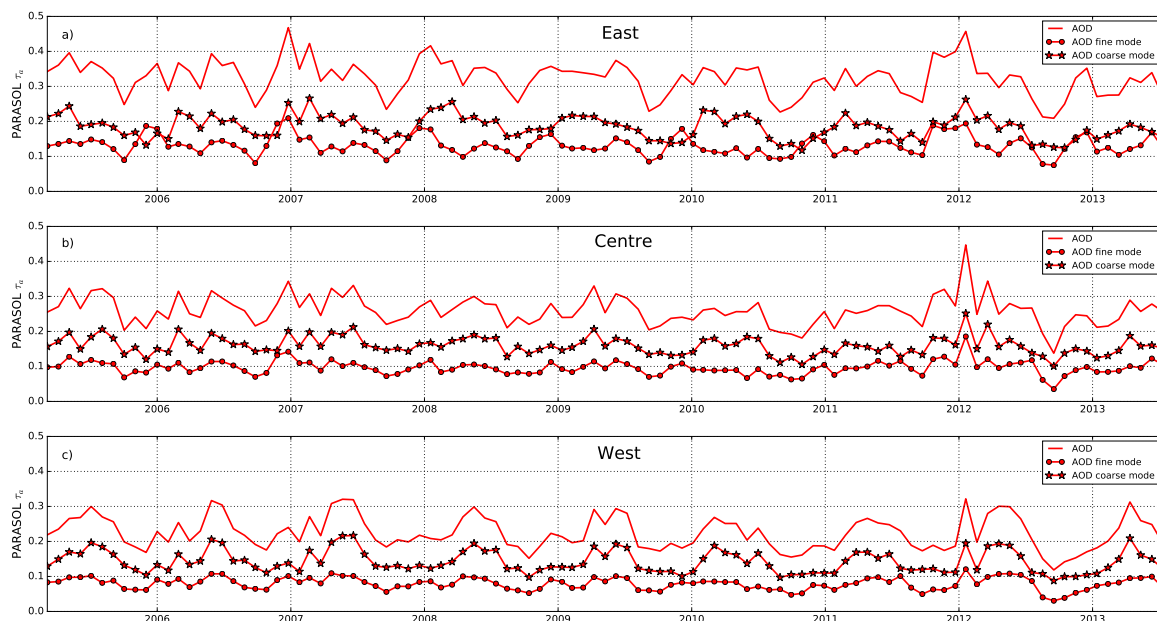 a)
East
AOD
AOD fine mode
AOD coarse mode
PARASOL τₐ
0.5
0.4
0.3
0.2
0.1
0.0
2006 2007 2008 2009 2010 2011 2012 2013
b)
Centre
AOD
AOD fine mode
AOD coarse mode
PARASOL τₐ
0.5
0.4
0.3
0.2
0.1
0.0
2006 2007 2008 2009 2010 2011 2012 2013
c)
West
AOD
AOD fine mode
AOD coarse mode
PARASOL τₐ
0.5
0.4
0.3
0.2
0.1
0.0
2006 2007 2008 2009 2010 2011 2012 2013